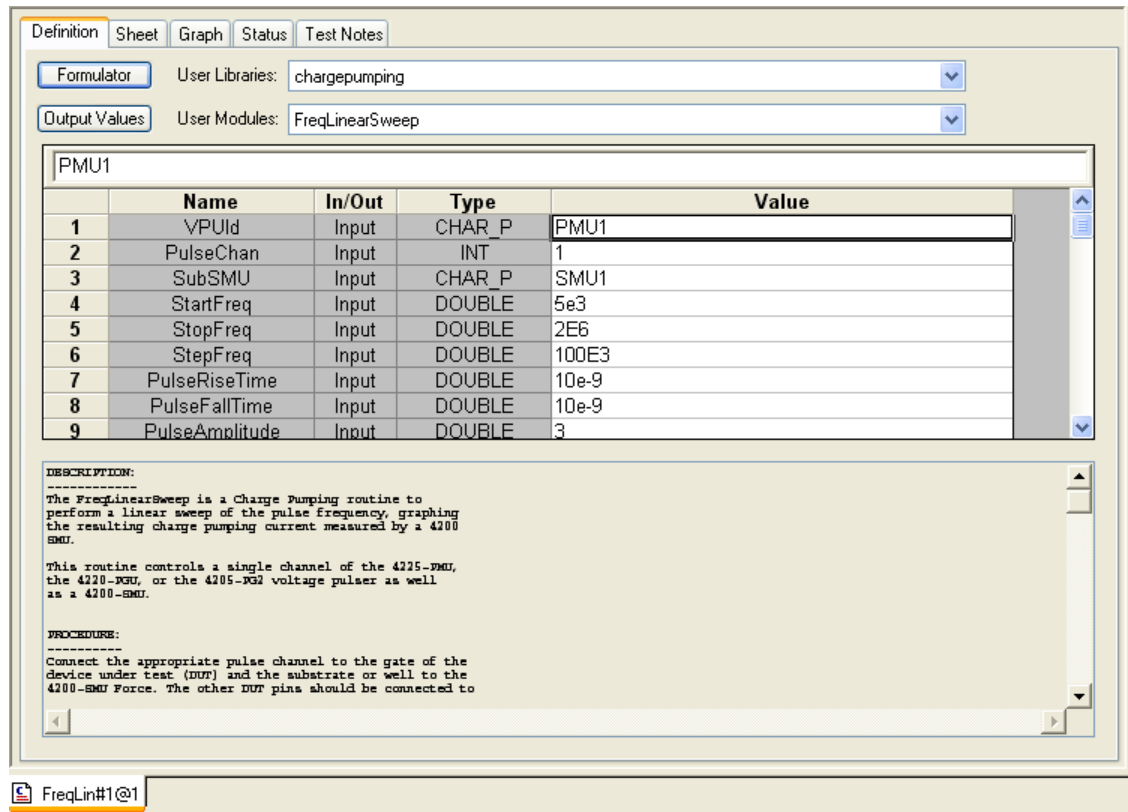 Definition Sheet Graph Status Test Notes
Formulator User Libraries: chargepumping
Output Values User Modules: FreqLinearSweep
PMU1
Name In/Out Type Value
1 VPUId Input CHAR_P PMU1
2 PulseChan Input INT 1
3 SubSMU Input CHAR_P SMU1
4 StartFreq Input DOUBLE 5e3
5 StopFreq Input DOUBLE 2E6
6 StepFreq Input DOUBLE 100E3
7 PulseRiseTime Input DOUBLE 10e-9
8 PulseFallTime Input DOUBLE 10e-9
9 PulseAmplitude Input DOUBLE 3
DESCRIPTION:
------------
The FreqLinearSweep is a Charge Pumping routine to
perform a linear sweep of the pulse frequency, graphing
the resulting charge pumping current measured by a 4200
SMU.
This routine controls a single channel of the 4225-PMU,
the 4220-PGU, or the 4205-PG2 voltage pulser as well
as a 4200-SMU.
PROCEDURE:
----------
Connect the appropriate pulse channel to the gate of the
device under test (DUT) and the substrate or well to the
4200-SMU Force. The other DUT pins should be connected to
FreqLin#1@1